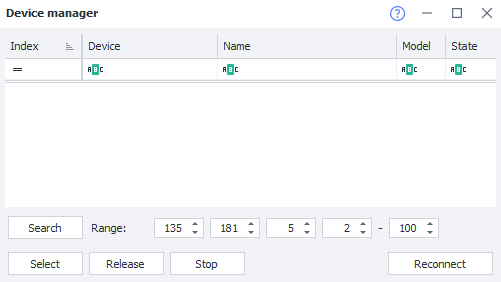 Device manager
Index Device Name Model State
= ABC ABC ABC ABC
Search Range: 135 181 5 2 - 100
Select Release Stop Reconnect